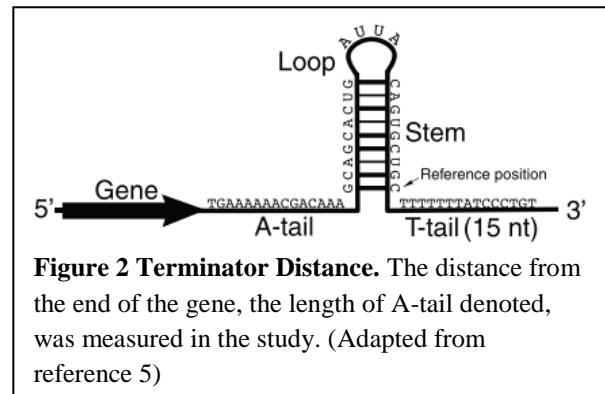 AUUA
Loop
GCAGCACUG
CAGUGCUGC
Stem
Reference position
Gene
5’
TGAAAAAACGACAAA
TTTTTTTATCCCTGT
3’
A-tail
T-tail (15 nt)
Figure 2 Terminator Distance. The distance from
the end of the gene, the length of A-tail denoted,
was measured in the study. (Adapted from
reference 5)